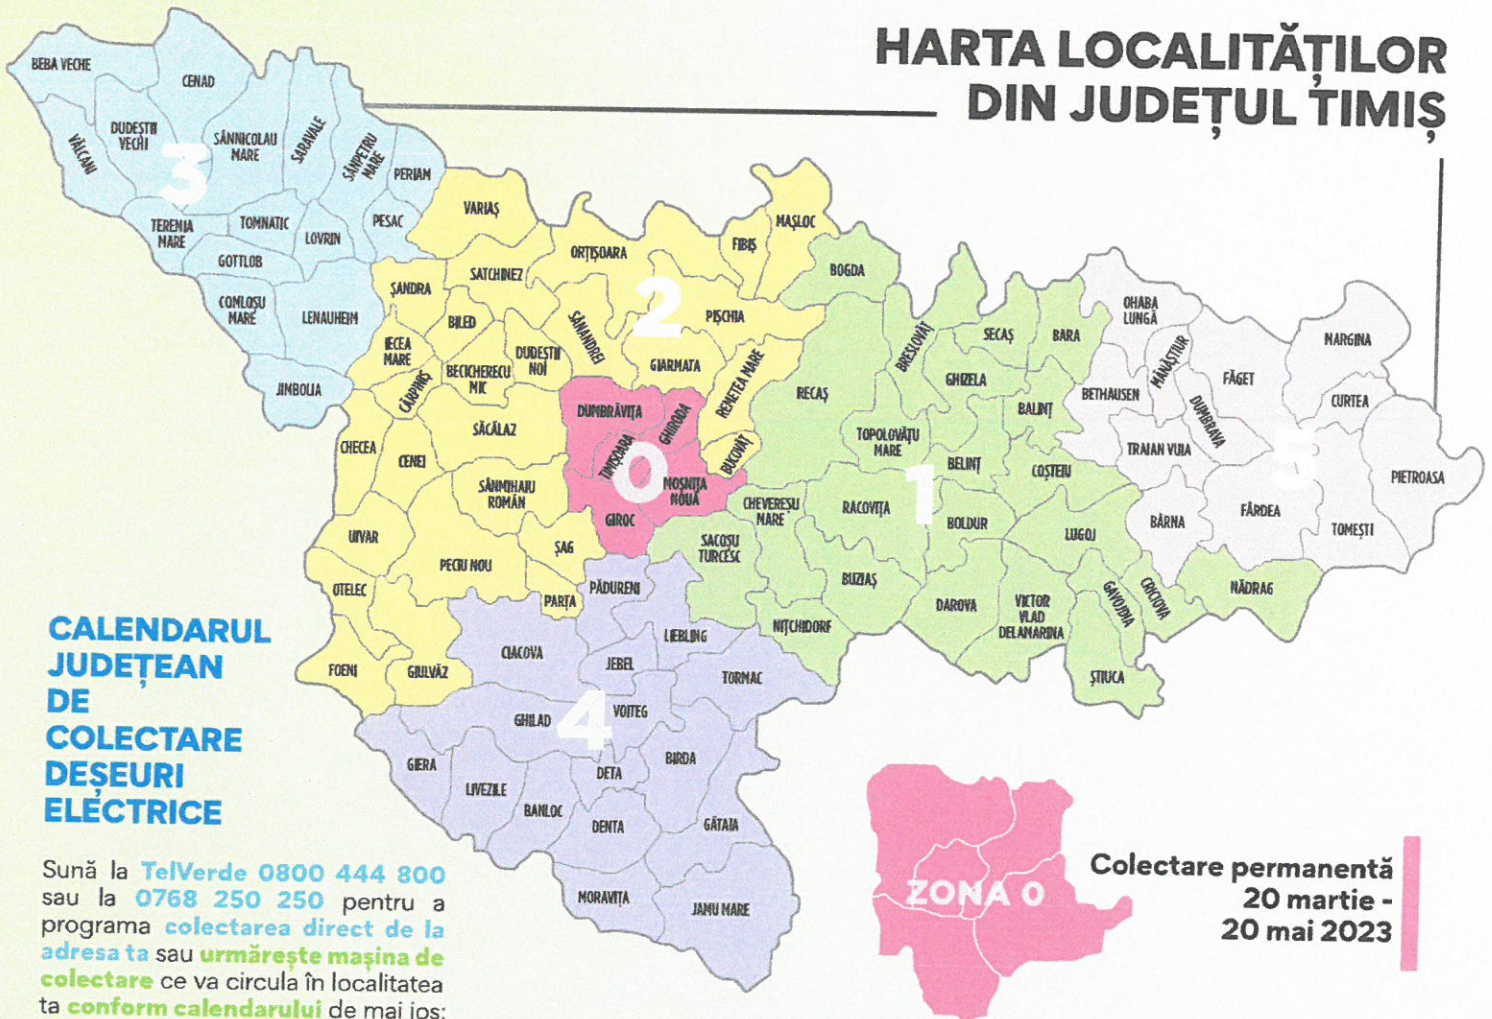 HARTA LOCALITĂȚILOR
DIN JUDEȚUL TIMIȘ
BEBA VECHE
CENAD
DUDEȘTII
VECHI
VĂLCANI
SÂNNICOLAU
MARE
SARAVALE
SÂNPETRU
MARE
PERIAM
3
TEREMIA
MARE
TOMNATIC
LOVRIN
PESAC
GOTTLOB
COMLOȘU
MARE
LENAUHEIM
JIMBOLIA
VARIAȘ
ORȚIȘOARA
FIBIȘ
MAȘLOC
SATCHINEZ
ȘANDRA
BILED
SÂNANDREI
2
PIȘCHIA
IECEA
MARE
CĂRPINIȘ
BECICHERECU
MIC
DUDEȘTII
NOI
GIARMATA
REMETEA MARE
CHECEA
CENEI
SĂCĂLAZ
BUCOVĂȚ
SÂNMIHAIU
ROMÂN
UIVAR
ȘAG
PECIU NOU
OTELEC
PARȚA
FOENI
GIULVĂZ
DUMBRĂVIȚA
GHIRODA
TIMIȘOARA
0
MOȘNIȚA
NOUĂ
GIROC
BOGDA
BRESLOVĂȚ
SECAȘ
BARA
RECAȘ
GHIZELA
BALINȚ
TOPOLOVĂȚU
MARE
BELINȚ
COȘTEIU
1
CHEVEREȘU
MARE
RACOVIȚA
BOLDUR
LUGOJ
SACOȘU
TURCESC
BUZIAȘ
NIȚCHIDORF
DAROVA
VICTOR
VLAD
DELAMARINA
GAVOJDIA
CRICIOVA
NĂDRAG
ȘTIUCA
OHABA
LUNGĂ
MARGINA
MĂNĂȘTIUR
FĂGET
BETHAUSEN
DUMBRAVA
CURTEA
TRAIAN VUIA
5
PIETROASA
BÂRNA
FÂRDEA
TOMEȘTI
PĂDURENI
LIEBLING
CIACOVA
JEBEL
TORMAC
GHILAD
4
VOITEG
GIERA
LIVEZILE
DETA
BIRDA
BANLOC
DENTA
GĂTAIA
MORAVIȚA
JAMU MARE
CALENDARUL
JUDEȚEAN
DE
COLECTARE
DEȘEURI
ELECTRICE
Sună la TelVerde 0800 444 800
sau la 0768 250 250 pentru a
programa colectarea direct de la
adresa ta sau urmărește mașina de
colectare ce va circula în localitatea
ta conform calendarului de mai jos:
ZONA 0
Colectare permanentă
20 martie -
20 mai 2023